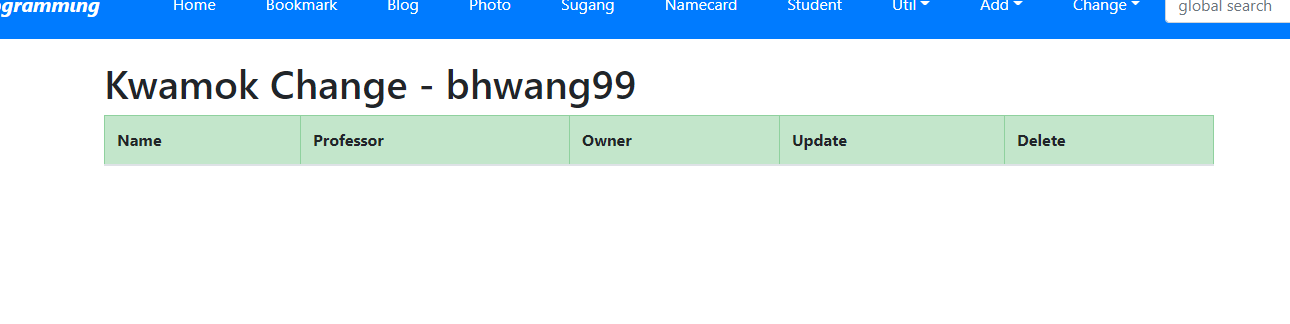 Home Bookmark Blog Photo Sugang Namecard Student Util Add Change global search
Kwamok Change - bhwang99
Name Professor Owner Update Delete